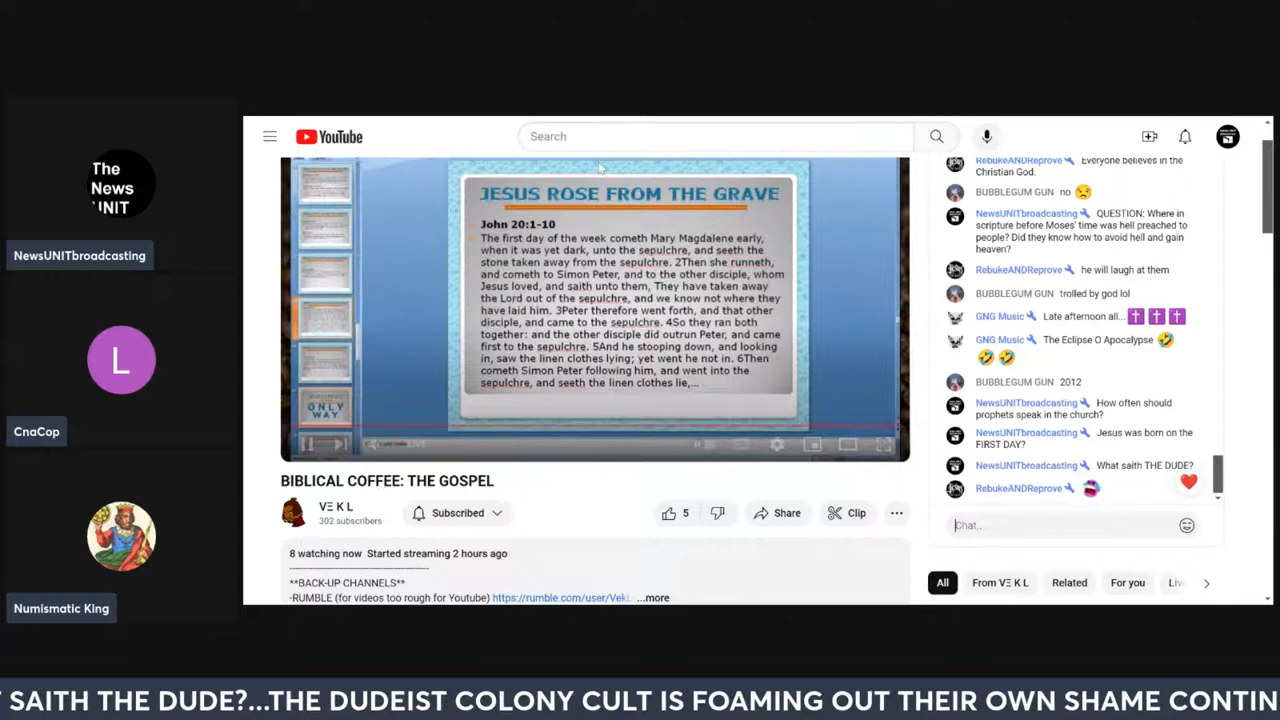 The
News
UNIT
NewsUNITbroadcasting
L
CnaCop
Numismatic King
YouTube
Search
JESUS ROSE FROM THE GRAVE
John 20:1-10
The first day of the week cometh Mary Magdalene early,
when it was yet dark, unto the sepulchre, and seeth the
stone taken away from the sepulchre. 2Then she runneth,
and cometh to Simon Peter, and to the other disciple, whom
Jesus loved, and saith unto them, They have taken away
the Lord out of the sepulchre, and we know not where they
have laid him. 3Peter therefore went forth, and that other
disciple, and came to the sepulchre. 4So they ran both
together: and the other disciple did outrun Peter, and came
first to the sepulchre. 5And he stooping down, and looking
in, saw the linen clothes lying; yet went he not in. 6Then
cometh Simon Peter following him, and went into the
sepulchre, and seeth the linen clothes lie,...
ONLY
WAY
BIBLICAL COFFEE: THE GOSPEL
VΞ K L
302 subscribers
Subscribed
5
Share
Clip
8 watching now Started streaming 2 hours ago
**BACK-UP CHANNELS**
-RUMBLE (for videos too rough for Youtube) https://rumble.com/user/Vekl. ...more
RebukeANDReprove Everyone believes in the
Christian God.
BUBBLEGUM GUN no
NewsUNITbroadcasting QUESTION: Where in
scripture before Moses' time was hell preached to
people? Did they know how to avoid hell and gain
heaven?
RebukeANDReprove he will laugh at them
BUBBLEGUM GUN trolled by god lol
GNG Music Late afternoon all...
GNG Music The Eclipse O Apocalypse
BUBBLEGUM GUN 2012
NewsUNITbroadcasting How often should
prophets speak in the church?
NewsUNITbroadcasting Jesus was born on the
FIRST DAY?
NewsUNITbroadcasting What saith THE DUDE?
RebukeANDReprove
Chat...
All From VΞ K L Related For you Liv
SAITH THE DUDE?...THE DUDEIST COLONY CULT IS FOAMING OUT THEIR OWN SHAME CONTIN